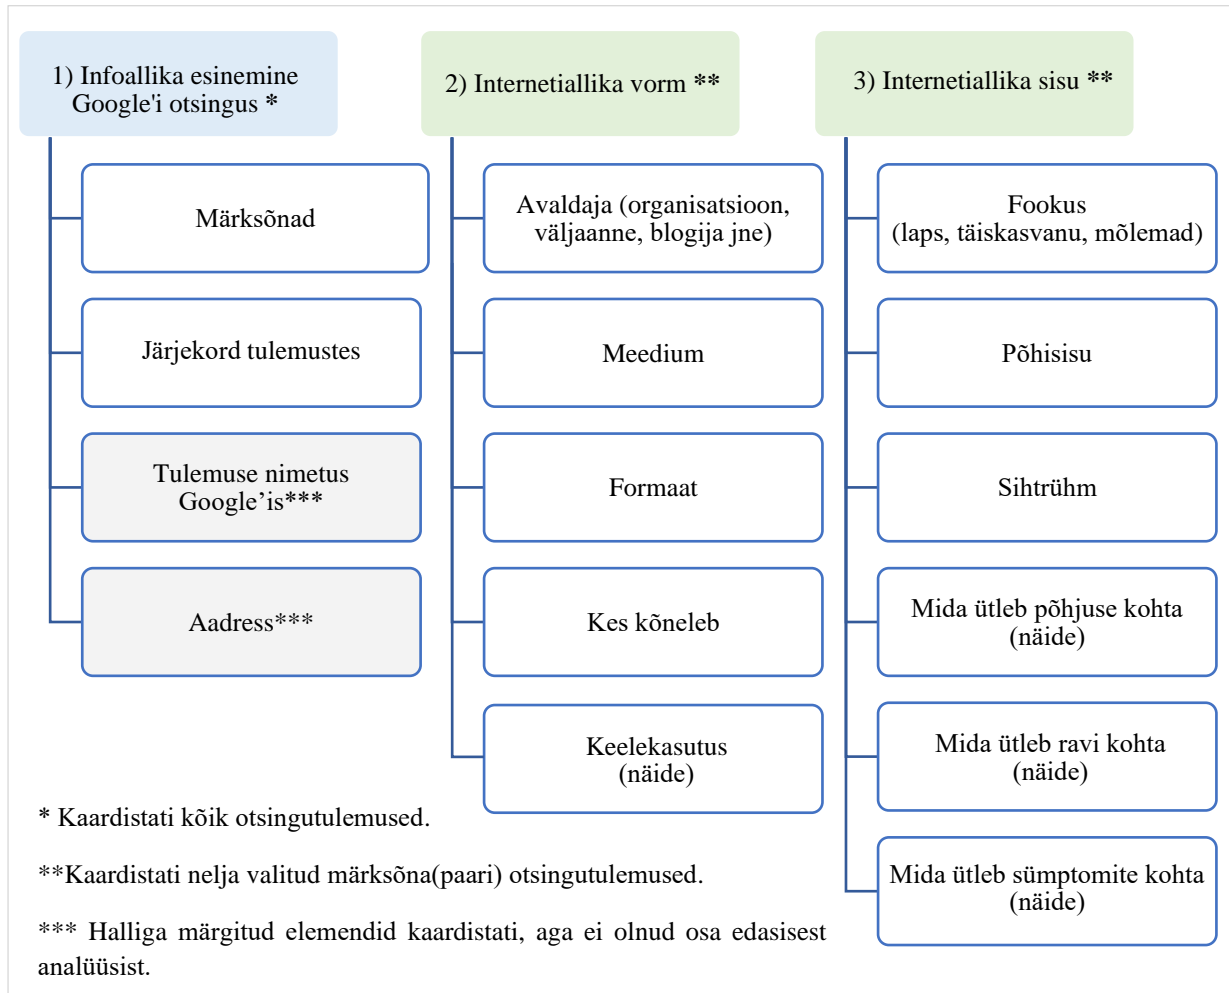 1) Infoallika esinemine
Google'i otsingus *
Märksõnad
Järjekord tulemustes
Tulemuse nimetus
Google’is***
Aadress***
2) Internetiallika vorm **
Avaldaja (organisatsioon,
väljaanne, blogija jne)
Meedium
Formaat
Kes kõneleb
Keelekasutus
(näide)
3) Internetiallika sisu **
Fookus
(laps, täiskasvanu, mõlemad)
Põhisisu
Sihtrühm
Mida ütleb põhjuse kohta
(näide)
Mida ütleb ravi kohta
(näide)
Mida ütleb sümptomite kohta
(näide)
* Kaardistati kõik otsingutulemused.
**Kaardistati nelja valitud märksõna(paari) otsingutulemused.
*** Halliga märgitud elemendid kaardistati, aga ei olnud osa edasisest
analüüsist.